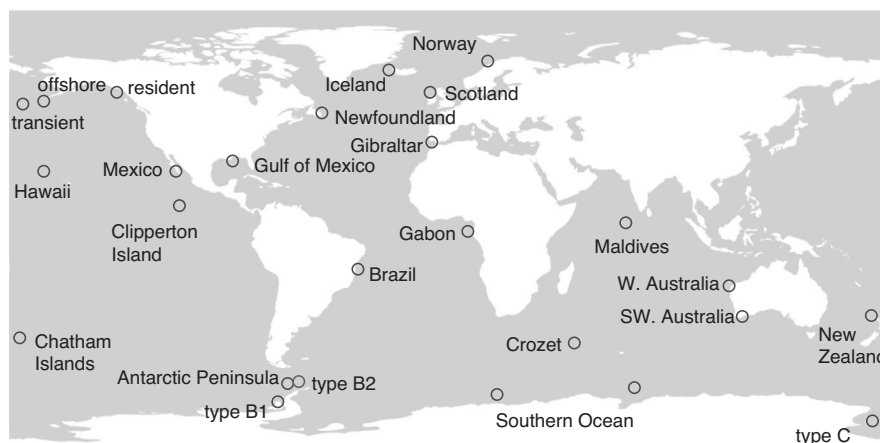 Norway
offshore
resident
Iceland
Scotland
transient
Newfoundland
Gibraltar
Mexico
Gulf of Mexico
Hawaii
Clipperton
Island
Gabon
Maldives
Brazil
W. Australia
SW. Australia
Chatham
Islands
Crozet
New
Zealand
Antarctic Peninsula
type B2
type B1
Southern Ocean
type C